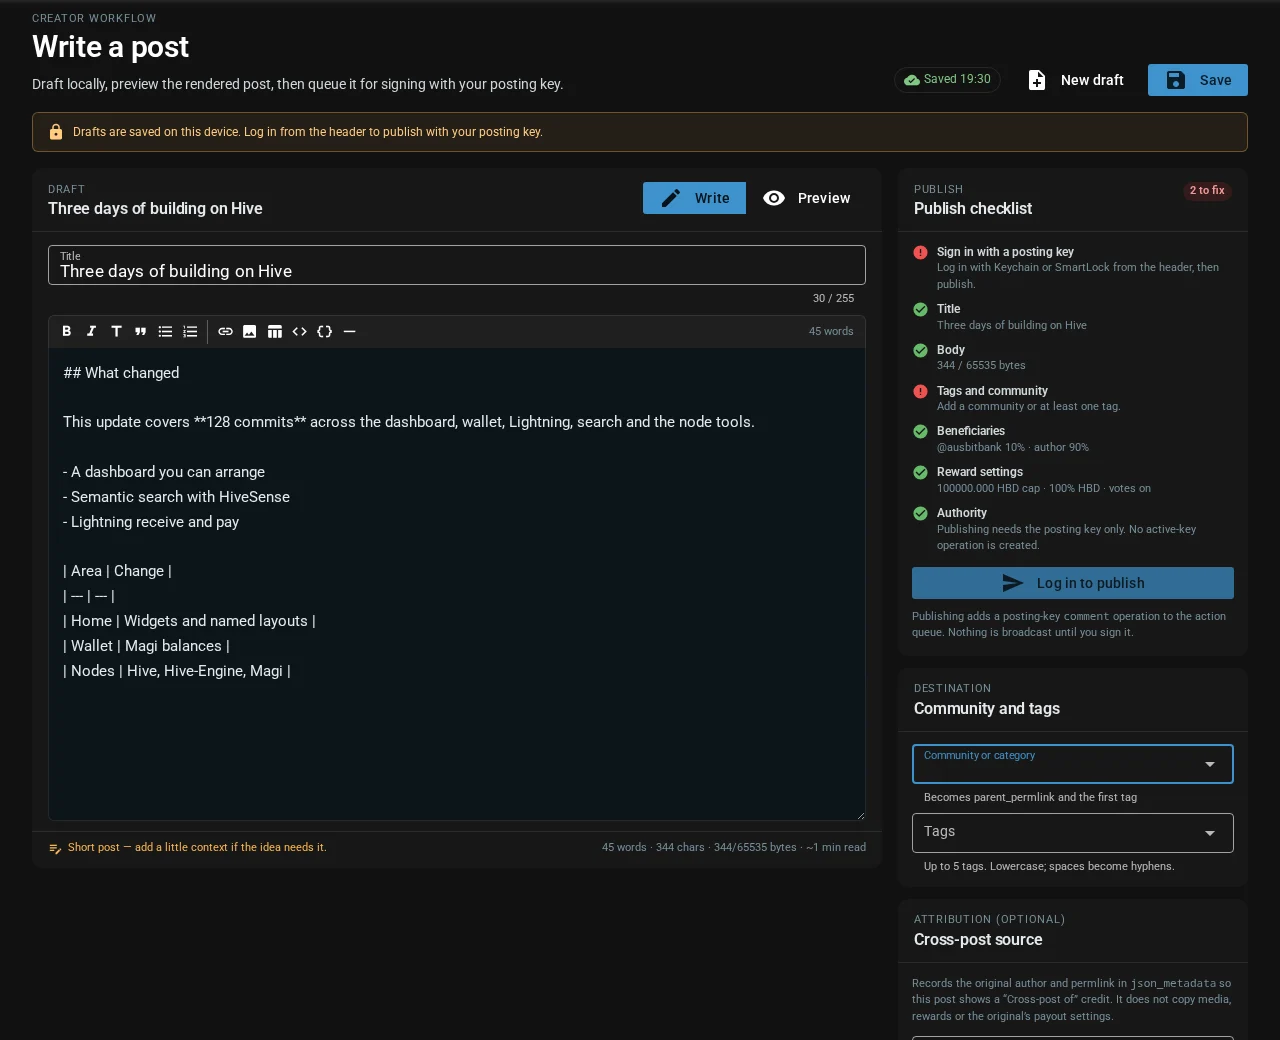 CREATOR WORKFLOW
Write a post
Draft locally, preview the rendered post, then queue it for signing with your posting key.
Saved 19:30
New draft
Save
Drafts are saved on this device. Log in from the header to publish with your posting key.
DRAFT
Three days of building on Hive
Write
Preview
Title
Three days of building on Hive
30 / 255
45 words
## What changed
This update covers **128 commits** across the dashboard, wallet, Lightning, search and the node tools.
- A dashboard you can arrange
- Semantic search with HiveSense
- Lightning receive and pay
| Area | Change |
| --- | --- |
| Home | Widgets and named layouts |
| Wallet | Magi balances |
| Nodes | Hive, Hive-Engine, Magi |
Short post — add a little context if the idea needs it.
45 words · 344 chars · 344/65535 bytes · ~1 min read
PUBLISH
Publish checklist
2 to fix
Sign in with a posting key
Log in with Keychain or SmartLock from the header, then
publish.
Title
Three days of building on Hive
Body
344 / 65535 bytes
Tags and community
Add a community or at least one tag.
Beneficiaries
@ausbitbank 10% · author 90%
Reward settings
100000.000 HBD cap · 100% HBD · votes on
Authority
Publishing needs the posting key only. No active-key
operation is created.
Log in to publish
Publishing adds a posting-key comment operation to the action
queue. Nothing is broadcast until you sign it.
DESTINATION
Community and tags
Community or category
Becomes parent_permlink and the first tag
Tags
Up to 5 tags. Lowercase; spaces become hyphens.
ATTRIBUTION (OPTIONAL)
Cross-post source
Records the original author and permlink in json_metadata so
this post shows a “Cross-post of” credit. It does not copy media,
rewards or the original's payout settings.